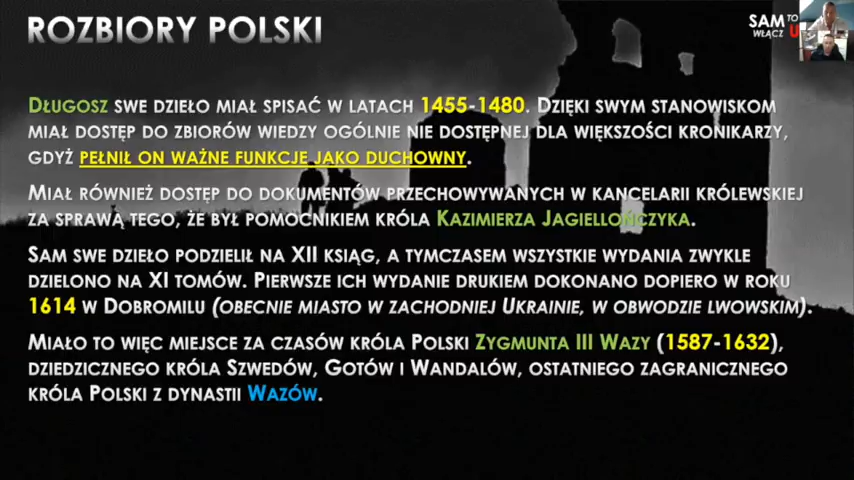 ROZBIORY POLSKI
SAM TO
WŁĄCZ U
DŁUGOSZ SWE DZIEŁO MIAŁ SPISAĆ W LATACH 1455-1480. DZIĘKI SWYM STANOWISKOM
MIAŁ DOSTĘP DO ZBIORÓW WIEDZY OGÓLNIE NIE DOSTĘPNEJ DLA WIĘKSZOŚCI KRONIKARZY,
GDYŻ PEŁNIŁ ON WAŻNE FUNKCJE JAKO DUCHOWNY.
MIAŁ RÓWNIEŻ DOSTĘP DO DOKUMENTÓW PRZECHOWYWANYCH W KANCELARII KRÓLEWSKIEJ
ZA SPRAWĄ TEGO, ŻE BYŁ POMOCNIKIEM KRÓLA KAZIMIERZA JAGIELLOŃCZYKA.
SAM SWE DZIEŁO PODZIELIŁ NA XII KSIĄG, A TYMCZASEM WSZYSTKIE WYDANIA ZWYKLE
DZIELONO NA XI TOMÓW. PIERWSZE ICH WYDANIE DRUKIEM DOKONANO DOPIERO W ROKU
1614 W DOBROMILU (OBECNIE MIASTO W ZACHODNIEJ UKRAINIE, W OBWODZIE LWOWSKIM).
MIAŁO TO WIĘC MIEJSCE ZA CZASÓW KRÓLA POLSKI ZYGMUNTA III WAZY (1587-1632),
DZIEDZICZNEGO KRÓLA SZWEDÓW, GOTÓW I WANDALÓW, OSTATNIEGO ZAGRANICZNEGO
KRÓLA POLSKI Z DYNASTII WAZÓW.